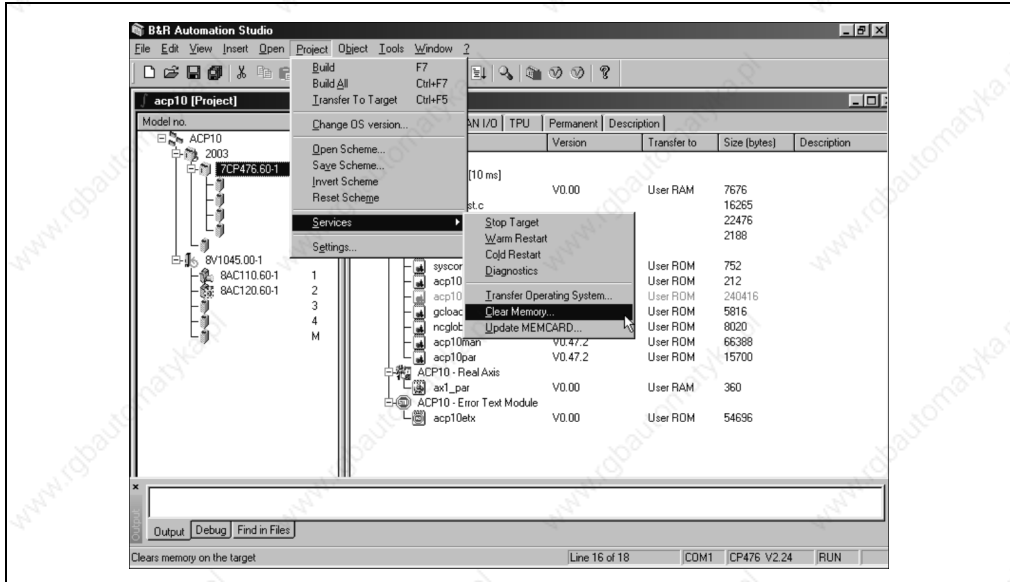 B&R Automation Studio
File Edit View Insert Open Project Object Tools Window ?
Build F7
Build All Ctrl+F7
Transfer To Target Ctrl+F5
Change OS version...
Open Scheme...
Save Scheme...
Invert Scheme
Reset Scheme
Services
Settings...
Stop Target
Warm Restart
Cold Restart
Diagnostics
Transfer Operating System...
Clear Memory...
Update MEMCARD...
acp10 [Project]
Model no.
ACP10
2003
7CP476.60-1
8V1045.00-1
8AC110.60-1 1
8AC120.60-1 2
3
4
M
AN I/O TPU Permanent Description
Version Transfer to Size (bytes) Description
[10 ms]
V0.00 User RAM 7676
st.c 16265
22476
2188
syscor User ROM 752
acp10 User ROM 212
acp10 User ROM 240416
gcloac User ROM 5816
ncglob User ROM 8020
acp10man V0.47.2 User ROM 66388
acp10par V0.47.2 User ROM 15700
ACP10 - Real Axis
ax1_par V0.00 User RAM 360
ACP10 - Error Text Module
acp10etx V0.00 User ROM 54696
Output
Output Debug Find in Files
Clears memory on the target Line 16 of 18 COM1 CP476 V2.24 RUN
www.rgbautomatyka.pl